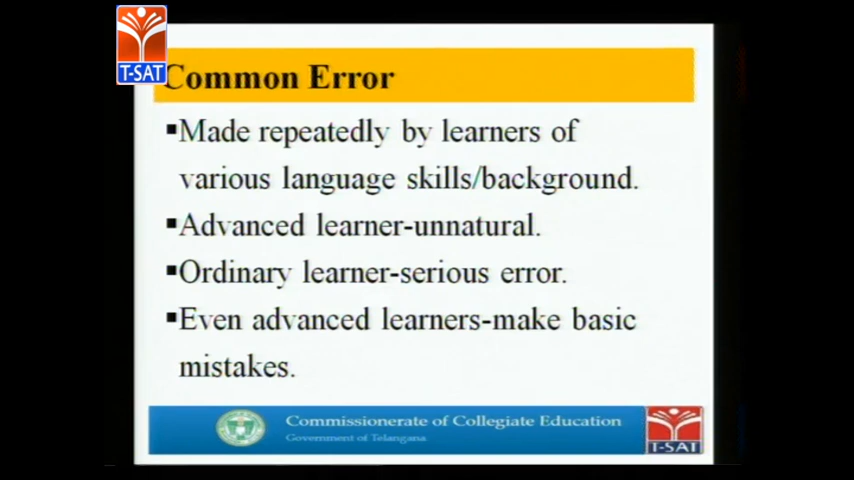 T-SAT
Common Error
▪Made repeatedly by learners of
various language skills/background.
▪Advanced learner-unnatural.
▪Ordinary learner-serious error.
▪Even advanced learners-make basic
mistakes.
Commissionerate of Collegiate Education
Government of Telangana
T-SAT